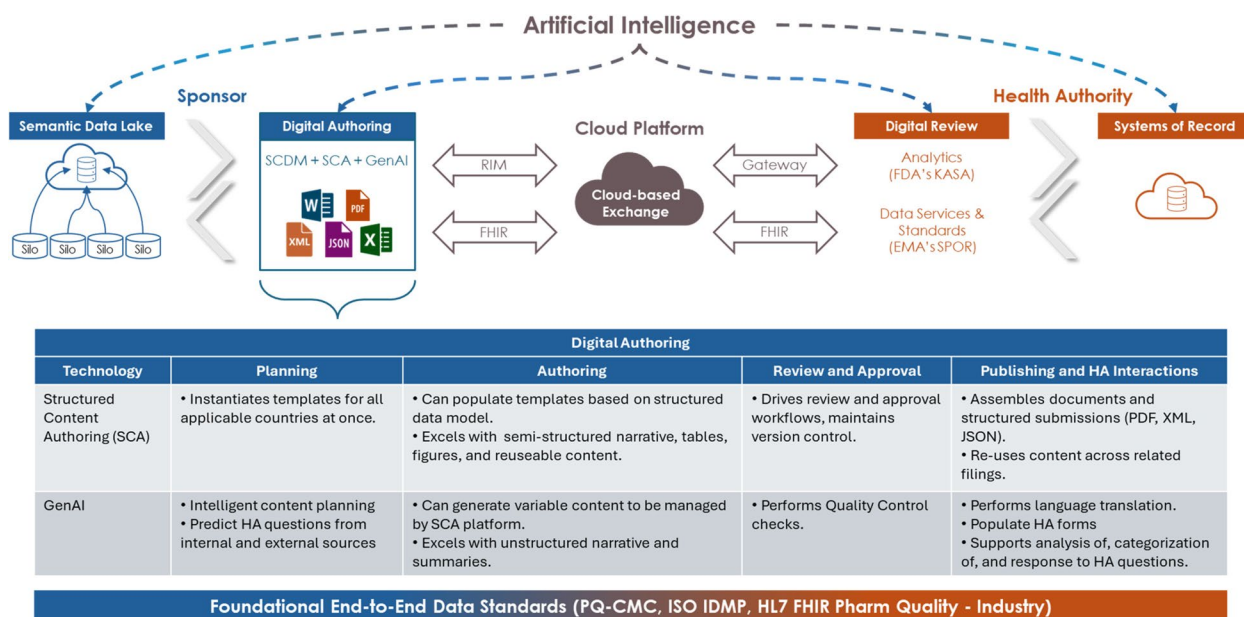 Artificial Intelligence
Sponsor
Health Authority
Semantic Data Lake
Digital Authoring
Cloud Platform
Digital Review
Systems of Record
SCDM + SCA + GenAI
RIM
Gateway
Analytics
(FDA's KASA)
W
PDF
Cloud-based
Exchange
XML
JSON
X
FHIR
FHIR
Data Services &
Standards
(EMA's SPOR)
Silo
Silo
Silo
Silo
Digital Authoring
Technology
Planning
Authoring
Review and Approval
Publishing and HA Interactions
Structured
Content
Authoring (SCA)
• Instantiates templates for all
applicable countries at once.
• Can populate templates based on structured
data model.
• Excels with semi-structured narrative, tables,
figures, and reuseable content.
• Drives review and approval
workflows, maintains
version control.
• Assembles documents and
structured submissions (PDF, XML,
JSON).
• Re-uses content across related
filings.
GenAI
• Intelligent content planning
• Predict HA questions from
internal and external sources
• Can generate variable content to be managed
by SCA platform.
• Excels with unstructured narrative and
summaries.
• Performs Quality Control
checks.
• Performs language translation.
• Populate HA forms
• Supports analysis of, categorization
of, and response to HA questions.
Foundational End-to-End Data Standards (PQ-CMC, ISO IDMP, HL7 FHIR Pharm Quality - Industry)